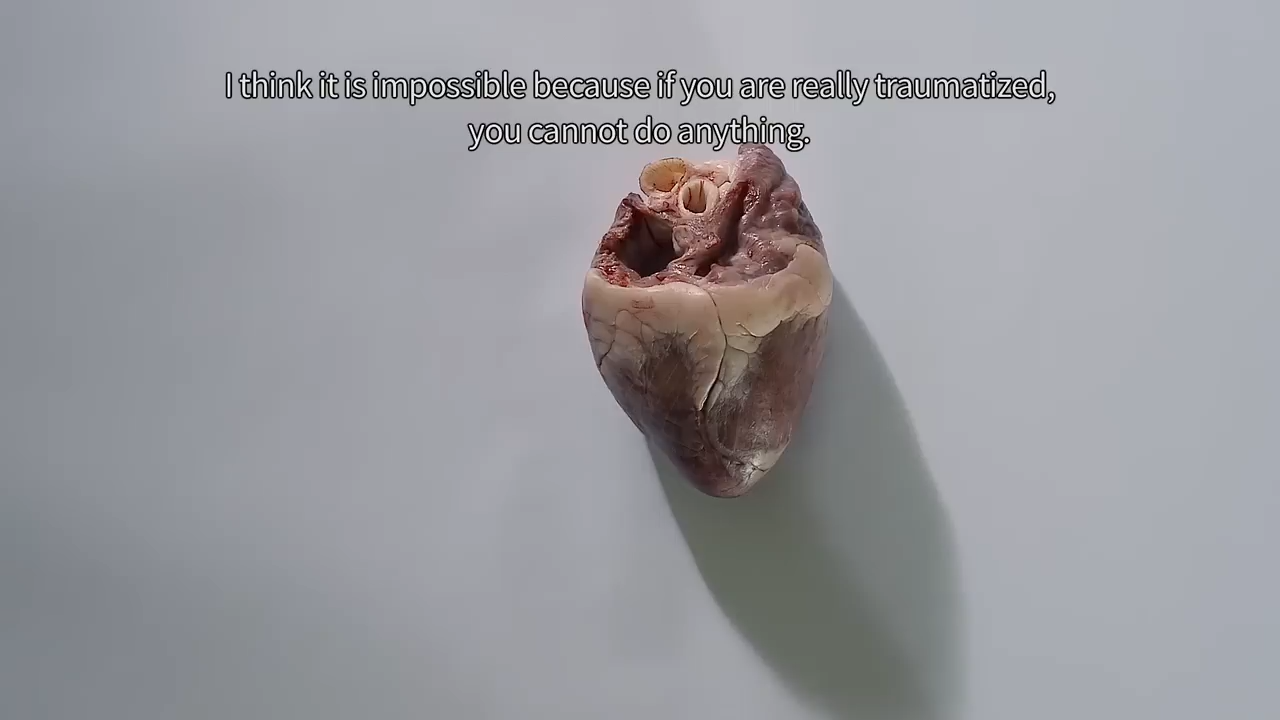 I think it is impossible because if you are really traumatized,
you cannot do anything.